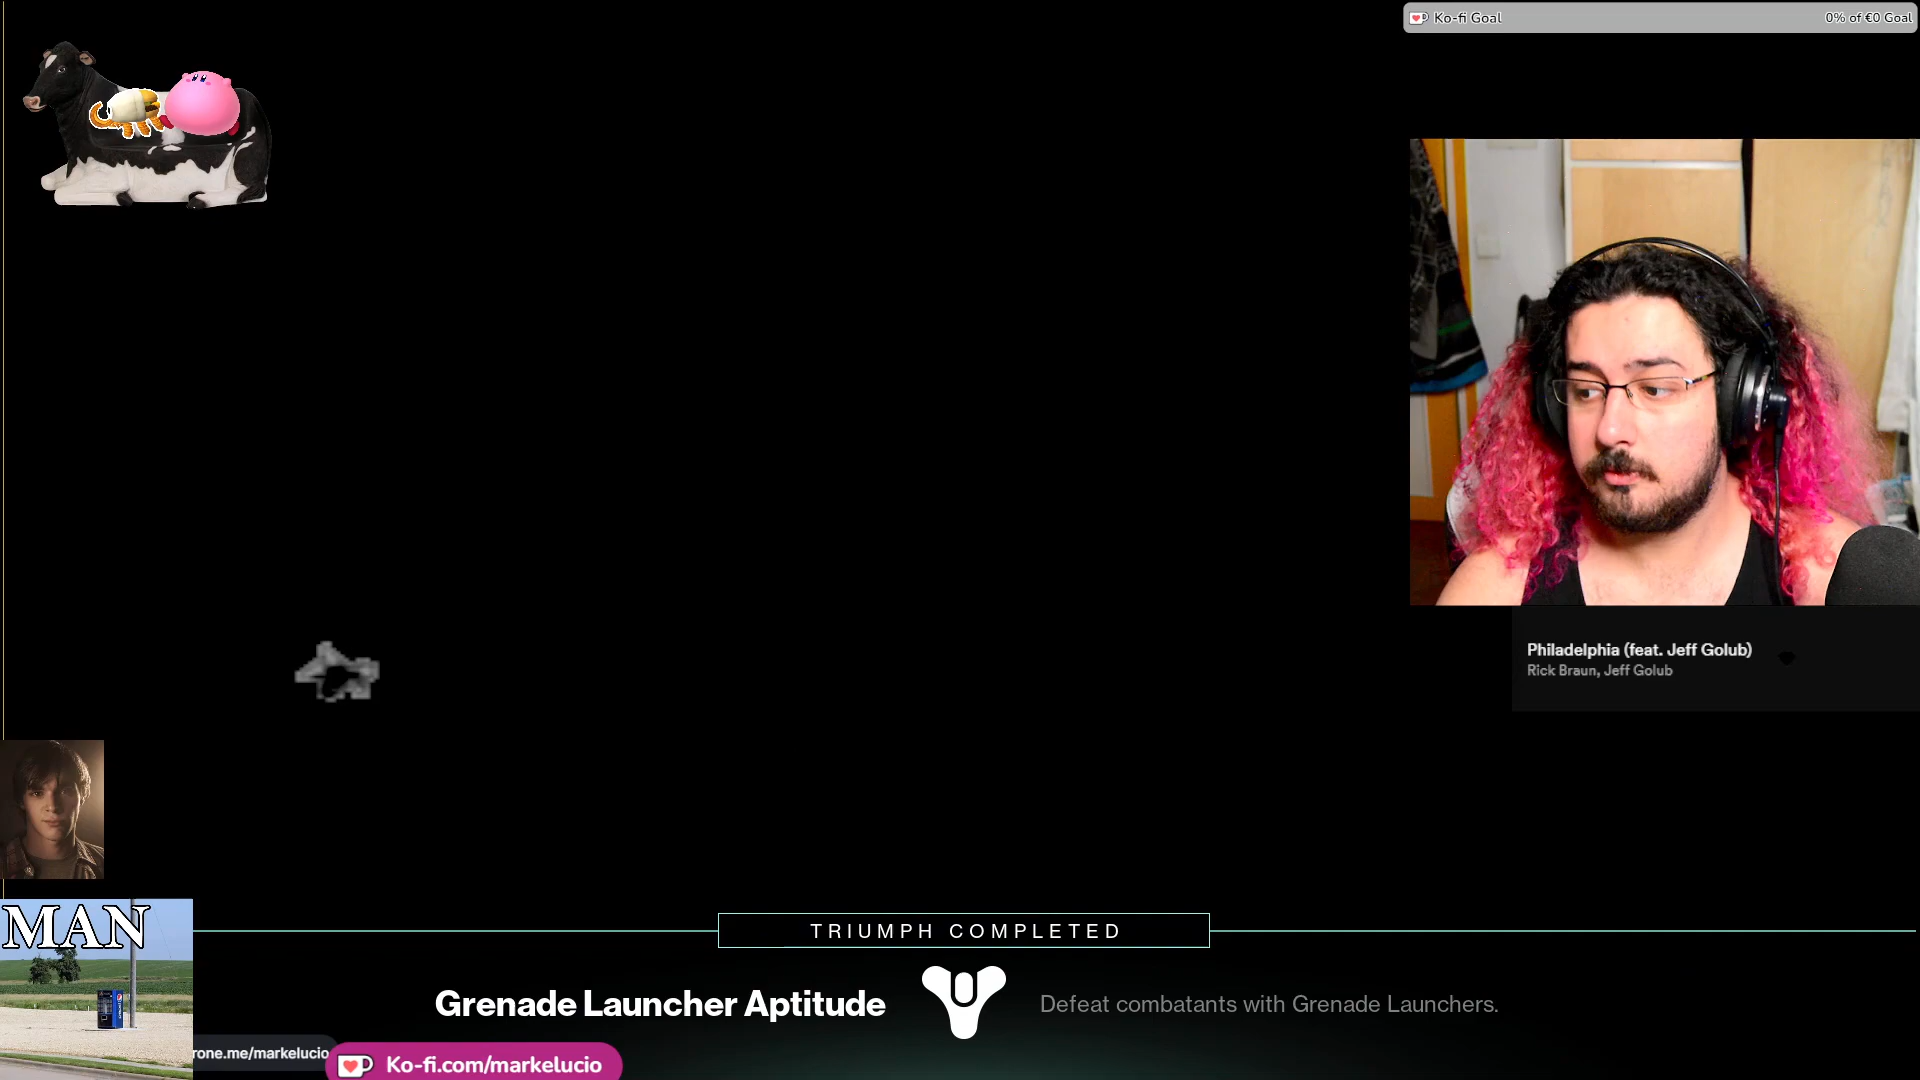 Ko-fi Goal
0% of €0 Goal
Philadelphia (feat. Jeff Golub)
Rick Braun, Jeff Golub
MAN
TRIUMPH COMPLETED
Grenade Launcher Aptitude
Defeat combatants with Grenade Launchers.
rone.me/markelucio
Ko-fi.com/markelucio